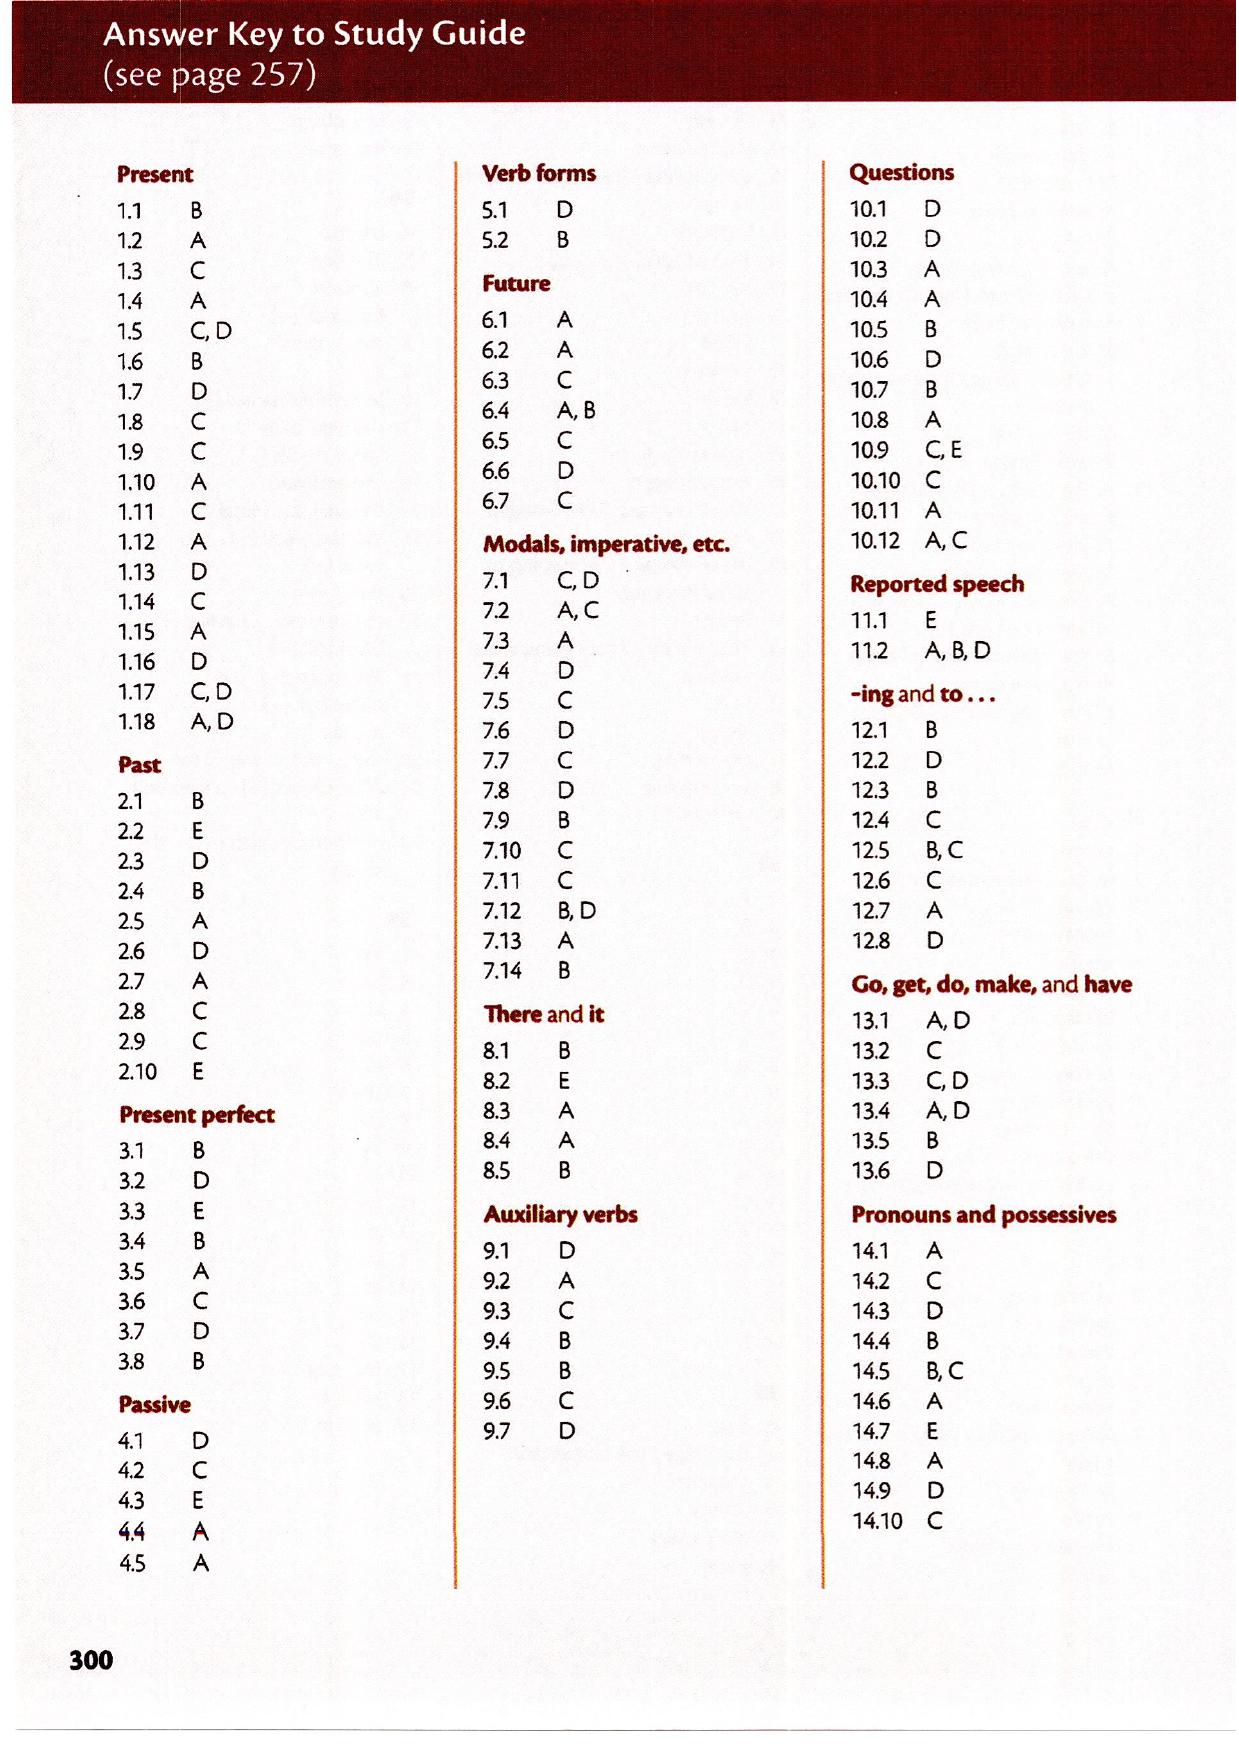 Answer Key to Study Guide
(see page 257)
Present
1.1 B
1.2 A
1.3 C
1.4 A
1.5 C, D
1.6 B
1.7 D
1.8 C
1.9 C
1.10 A
1.11 C
1.12 A
1.13 D
1.14 C
1.15 A
1.16 D
1.17 C, D
1.18 A, D
Past
2.1 B
2.2 E
2.3 D
2.4 B
2.5 A
2.6 D
2.7 A
2.8 C
2.9 C
2.10 E
Present perfect
3.1 B
3.2 D
3.3 E
3.4 B
3.5 A
3.6 C
3.7 D
3.8 B
Passive
4.1 D
4.2 C
4.3 E
4.4 A
4.5 A
Verb forms
5.1 D
5.2 B
Future
6.1 A
6.2 A
6.3 C
6.4 A, B
6.5 C
6.6 D
6.7 C
Modals, imperative, etc.
7.1 C, D
7.2 A, C
7.3 A
7.4 D
7.5 C
7.6 D
7.7 C
7.8 D
7.9 B
7.10 C
7.11 C
7.12 B, D
7.13 A
7.14 B
There and it
8.1 B
8.2 E
8.3 A
8.4 A
8.5 B
Auxiliary verbs
9.1 D
9.2 A
9.3 C
9.4 B
9.5 B
9.6 C
9.7 D
Questions
10.1 D
10.2 D
10.3 A
10.4 A
10.5 B
10.6 D
10.7 B
10.8 A
10.9 C, E
10.10 C
10.11 A
10.12 A, C
Reported speech
11.1 E
11.2 A, B, D
-ing and to . . .
12.1 B
12.2 D
12.3 B
12.4 C
12.5 B, C
12.6 C
12.7 A
12.8 D
Go, get, do, make, and have
13.1 A, D
13.2 C
13.3 C, D
13.4 A, D
13.5 B
13.6 D
Pronouns and possessives
14.1 A
14.2 C
14.3 D
14.4 B
14.5 B, C
14.6 A
14.7 E
14.8 A
14.9 D
14.10 C
300